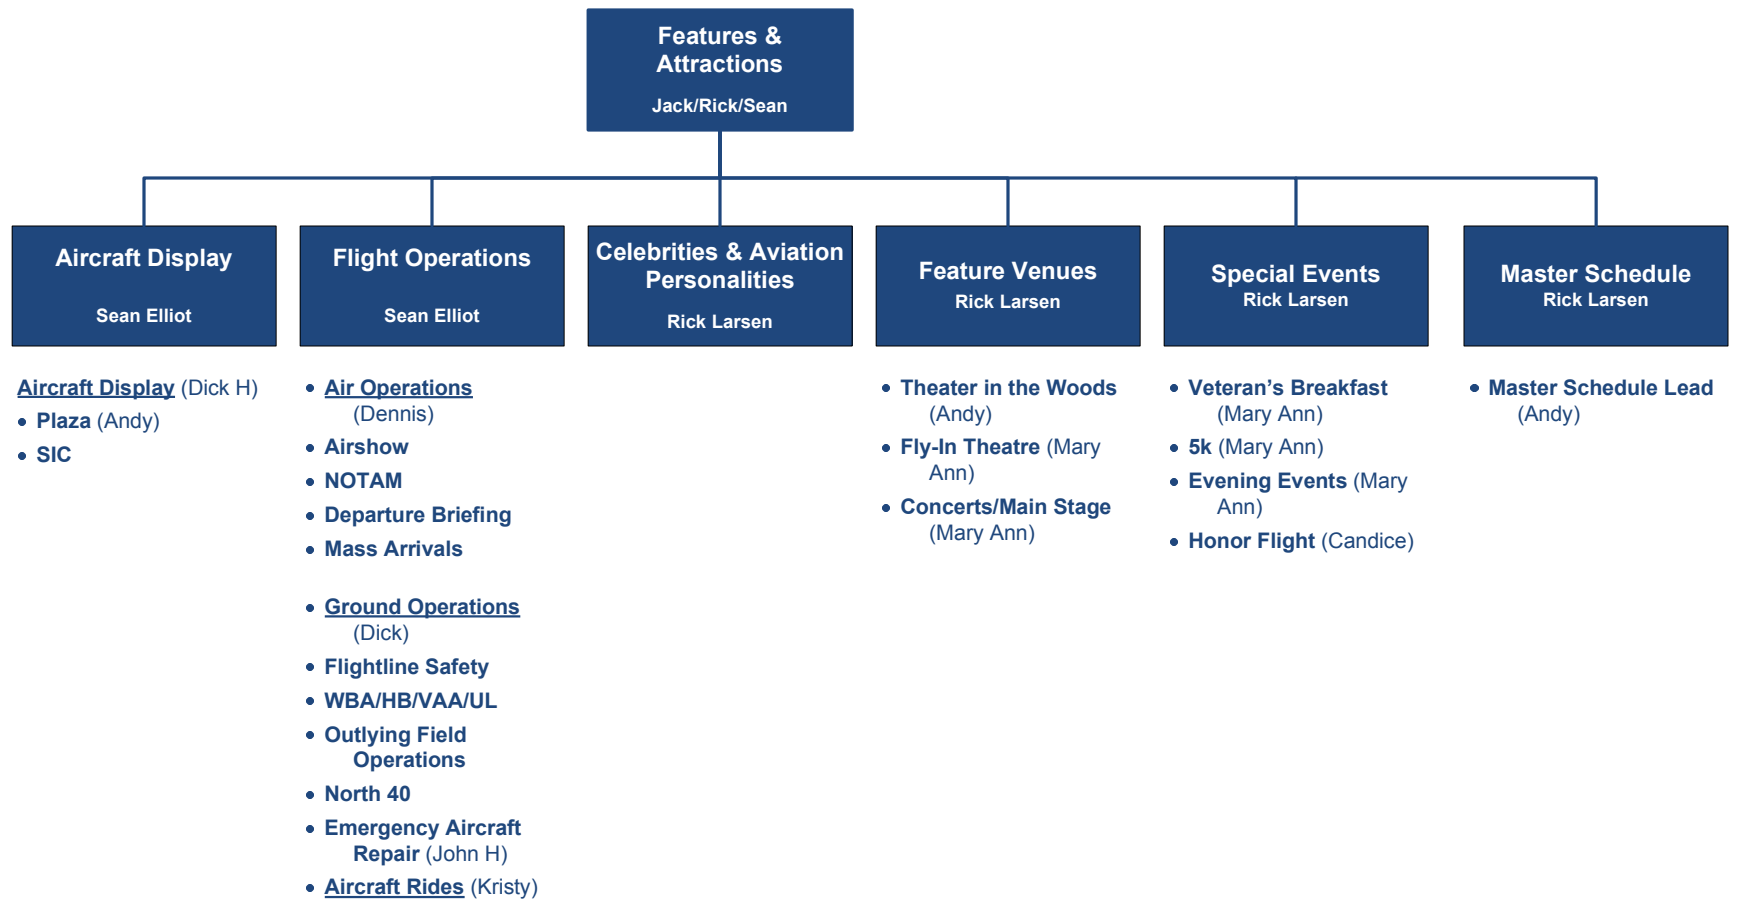 Features &
Attractions
Jack/Rick/Sean
Aircraft Display
Sean Elliot
Flight Operations
Sean Elliot
Celebrities & Aviation
Personalities
Rick Larsen
Feature Venues
Rick Larsen
Special Events
Rick Larsen
Master Schedule
Rick Larsen
Aircraft Display (Dick H)
• Plaza (Andy)
• SIC
• Air Operations
(Dennis)
• Airshow
• NOTAM
• Departure Briefing
• Mass Arrivals
• Ground Operations
(Dick)
• Flightline Safety
• WBA/HB/VAA/UL
• Outlying Field
Operations
• North 40
• Emergency Aircraft
Repair (John H)
• Aircraft Rides (Kristy)
• Theater in the Woods
(Andy)
• Fly-In Theatre (Mary
Ann)
• Concerts/Main Stage
(Mary Ann)
• Veteran’s Breakfast
(Mary Ann)
• 5k (Mary Ann)
• Evening Events (Mary
Ann)
• Honor Flight (Candice)
• Master Schedule Lead
(Andy)